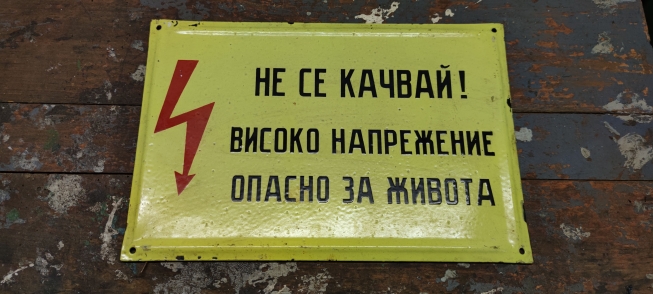 НЕ СЕ КАЧВАЙ!
ВИСОКО НАПРЕЖЕНИЕ
ОПАСНО ЗА ЖИВОТА